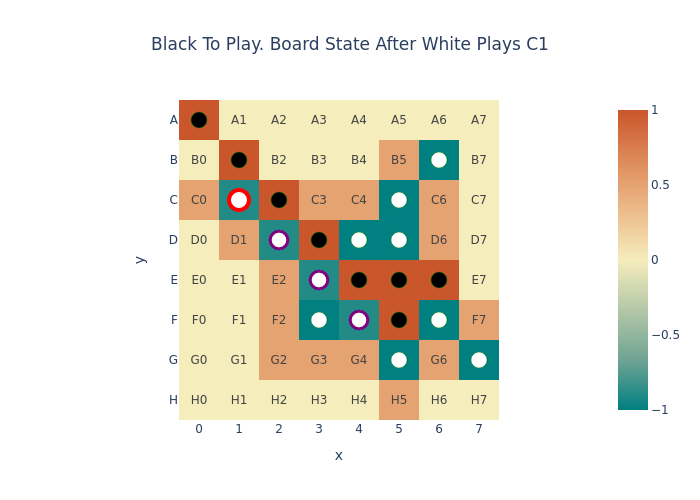 Black To Play. Board State After White Plays C1
A A1 A2 A3 A4 A5 A6 A7
B B0 B2 B3 B4 B5 B7
C C0 C3 C4 C6 C7
D D0 D1 D6 D7
E E0 E1 E2 E7
F F0 F1 F2 F7
G G0 G1 G2 G3 G4 G6
H H0 H1 H2 H3 H4 H5 H6 H7
0 1 2 3 4 5 6 7
x
y
1
0.5
0
−0.5
−1